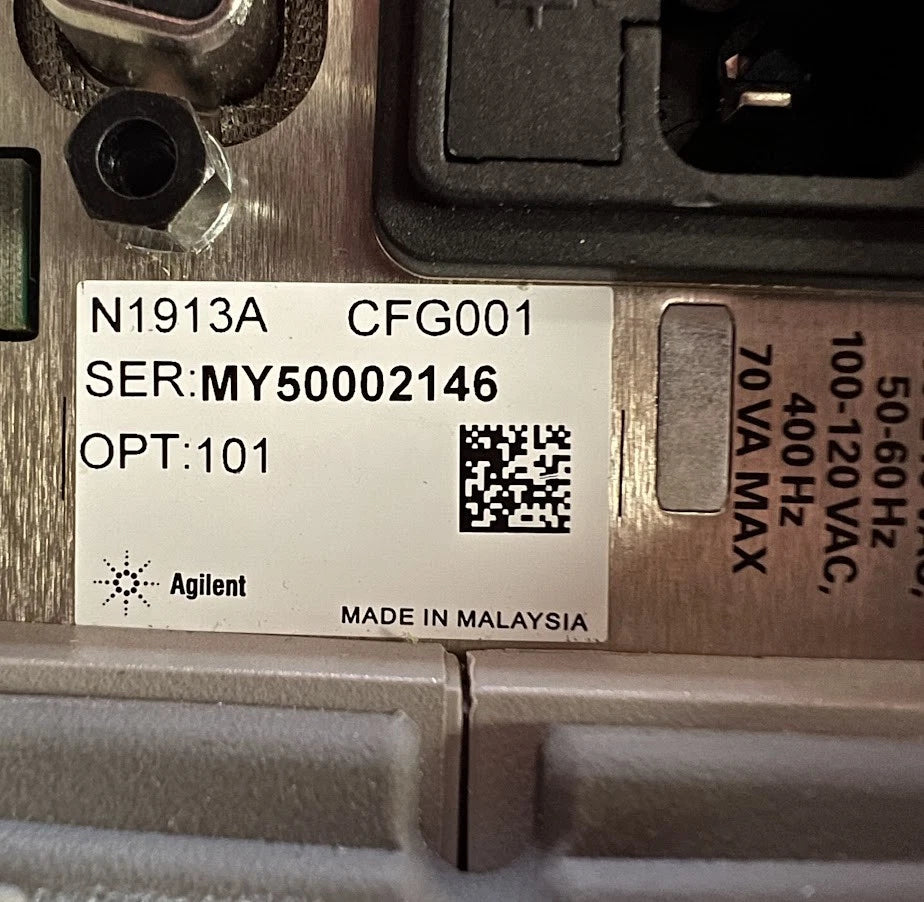 N1913A CFG001
SER:MY50002146
OPT:101
Agilent
MADE IN MALAYSIA
50-60 Hz
100-120 VAC,
400 Hz
70 VA MAX